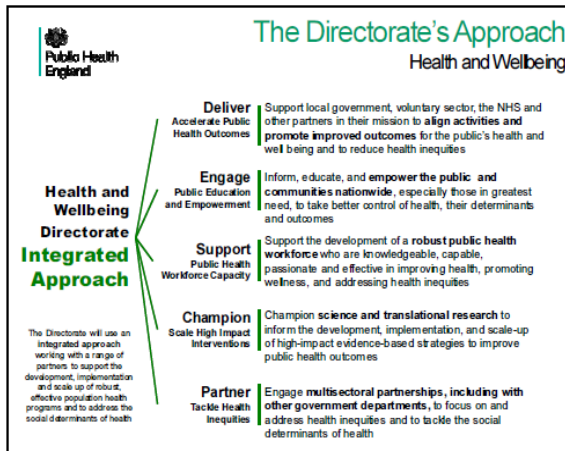 Public Health
England
The Directorate's Approach
Health and Wellbeing
Health and
Wellbeing
Directorate
Integrated
Approach
The Directorate will use an
integrated approach
working with a range of
partners to support the
development, implementation
and scale up of robust,
effective population health
programs and to address the
social determinants of health
Deliver
Accelerate Public
Health Outcomes
Support local government, voluntary sector, the NHS and
other partners in their mission to align activities and
promote improved outcomes for the public's health and
well being and to reduce health inequities
Engage
Public Education
and Empowerment
Inform, educate, and empower the public and
communities nationwide, especially those in greatest
need, to take better control of health, their determinants
and outcomes
Support
Public Health
Workforce Capacity
Support the development of a robust public health
workforce who are knowledgeable, capable,
passionate and effective in improving health, promoting
wellness, and addressing health inequities
Champion
Scale High Impact
Interventions
Champion science and translational research to
inform the development, implementation, and scale-up
of high-impact evidence-based strategies to improve
public health outcomes
Partner
Tackle Health
Inequities
Engage multisectoral partnerships, including with
other government departments, to focus on and
address health inequities and to tackle the social
determinants of health